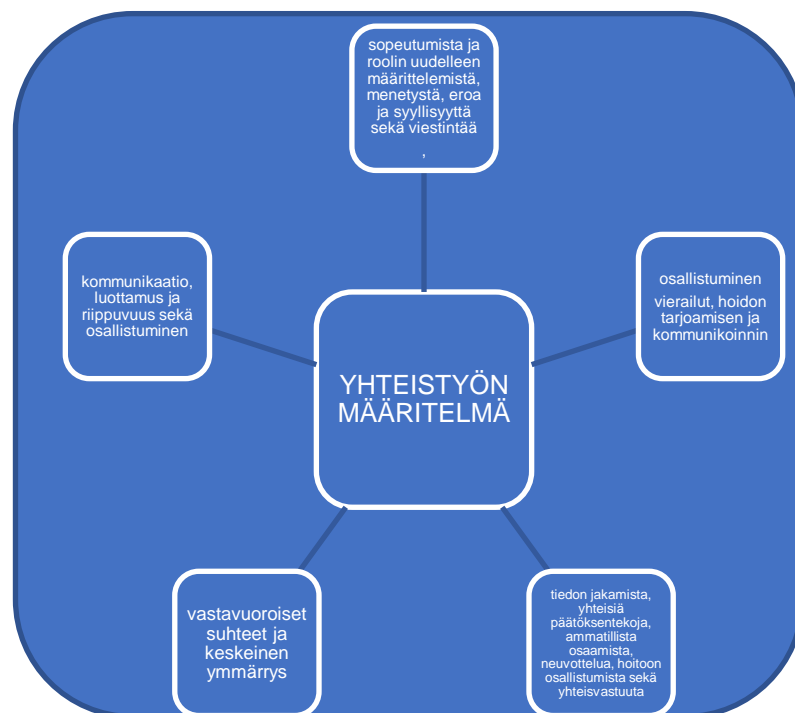 sopeutumista ja
roolin uudelleen
määrittelemistä,
menetystä, eroa
ja syyllisyyttä
sekä viestintää
,
kommunikaatio,
luottamus ja
riippuvuus sekä
osallistuminen
osallistuminen
vierailut, hoidon
tarjoamisen ja
kommunikoinnin
YHTEISTYÖN
MÄÄRITELMÄ
vastavuoroiset
suhteet ja
keskeinen
ymmärrys
tiedon jakamista,
yhteisiä
päätöksentekoja,
ammatillista
osaamista,
neuvottelua, hoitoon
osallistumista sekä
yhteisvastuuta